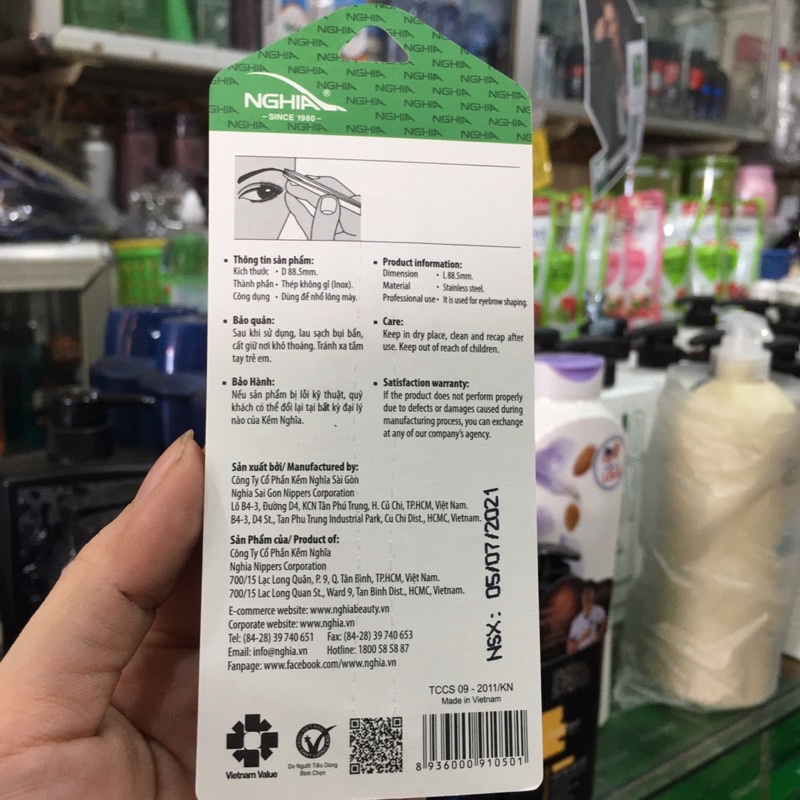 NGHIA®
- SINCE 1980 -
▪ Thông tin sản phẩm:
Kích thước • D 88.5mm.
Thành phần • Thép không gỉ (Inox).
Công dụng • Dùng để nhổ lông mày.
▪ Bảo quản:
Sau khi sử dụng, lau sạch bụi bẩn,
cất giữ nơi khô thoáng. Tránh xa tầm
tay trẻ em.
▪ Bảo Hành:
Nếu sản phẩm bị lỗi kỹ thuật, quý
khách có thể đổi lại tại bất kỳ đại lý
nào của Kềm Nghĩa.
▪ Product information:
Dimension • L 88.5mm.
Material • Stainless steel.
Professional use • It is used for eyebrow shaping.
▪ Care:
Keep in dry place, clean and recap after
use. Keep out of reach of children.
▪ Satisfaction warranty:
If the product does not perform properly
due to defects or damages caused during
manufacturing process, you can exchange
at any of our company's agency.
Sản xuất bởi/ Manufactured by:
Công Ty Cổ Phần Kềm Nghĩa Sài Gòn
Nghia Sai Gon Nippers Corporation
Lô B4-3, Đường D4, KCN Tân Phú Trung, H. Củ Chi, TP.HCM, Việt Nam.
B4-3, D4 St., Tan Phu Trung Industrial Park, Cu Chi Dist., HCMC, Vietnam.
Sản Phẩm của/ Product of:
Công Ty Cổ Phần Kềm Nghĩa
Nghia Nippers Corporation
700/15 Lạc Long Quân, P. 9, Q. Tân Bình, TP.HCM, Việt Nam.
700/15 Lac Long Quan St., Ward 9, Tan Binh Dist., HCMC, Vietnam.
E-commerce website: www.nghiabeauty.vn
Corporate website: www.nghia.vn
Tel: (84-28) 39 740 651 Fax: (84-28) 39 740 653
Email: info@nghia.vn Hotline: 1800 58 58 87
Fanpage: www.facebook.com/www.nghia.vn
NSX: 05/07/2021
TCCS 09 - 2011/KN
Made in Vietnam
Vietnam Value
Do Người Tiêu Dùng
Bình Chọn
8 936000 910501